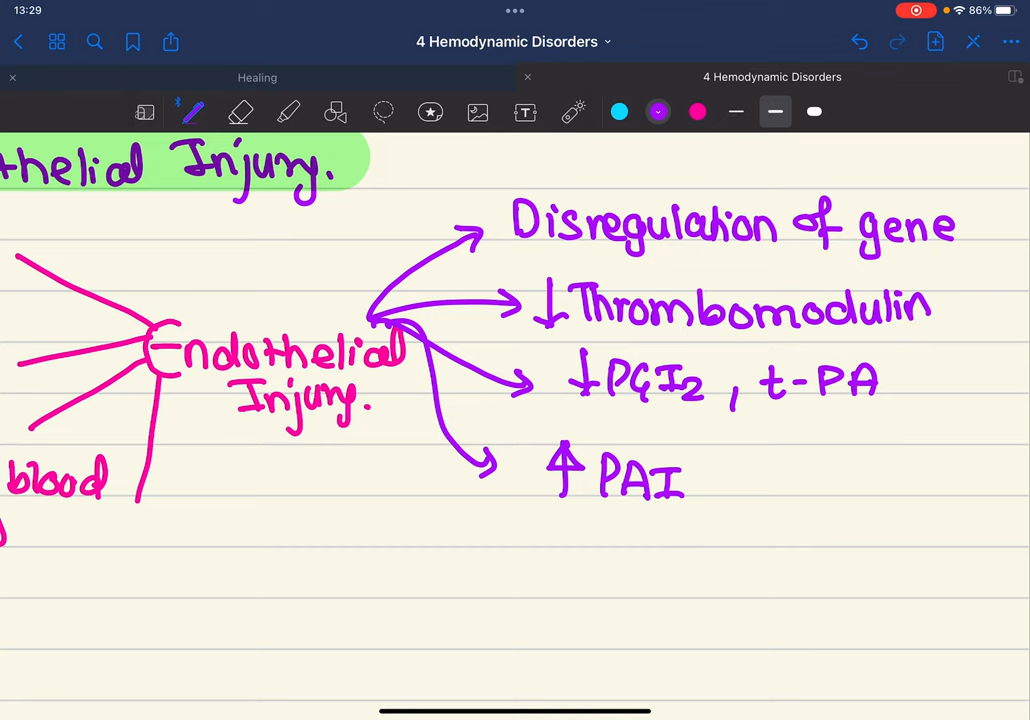 13:29
86%
4 Hemodynamic Disorders
Healing
4 Hemodynamic Disorders
thelial Injury.
Disregulation of gene
↓ Thrombomodulin
Endothelial
Injury.
↓ PGI2, t-PA
↑ PAI
blood